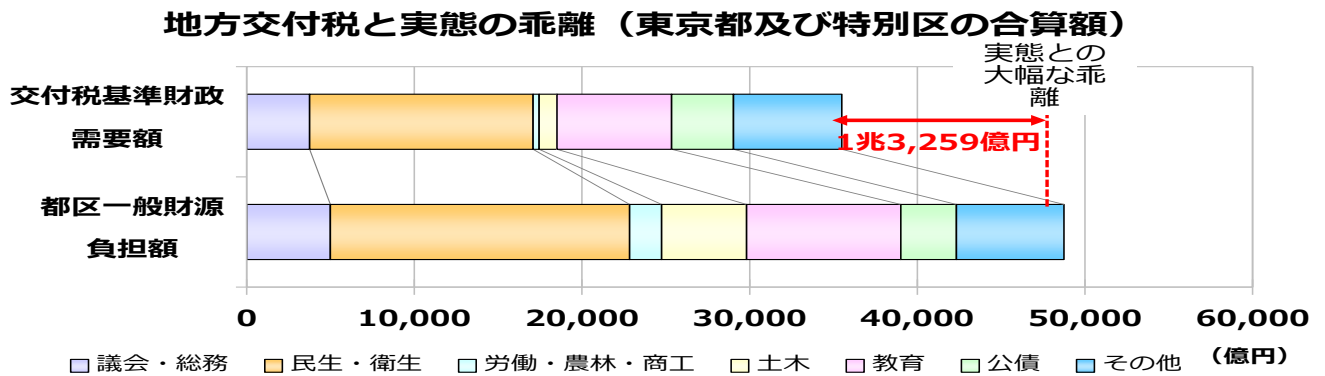 地方交付税と実態の乖離（東京都及び特別区の合算額）
実態との
大幅な乖
離
交付税基準財政
需要額
1兆3,259億円
都区一般財源
負担額
0 10,000 20,000 30,000 40,000 50,000 60,000
（億円）
議会・総務 民生・衛生 労働・農林・商工 土木 教育 公債 その他